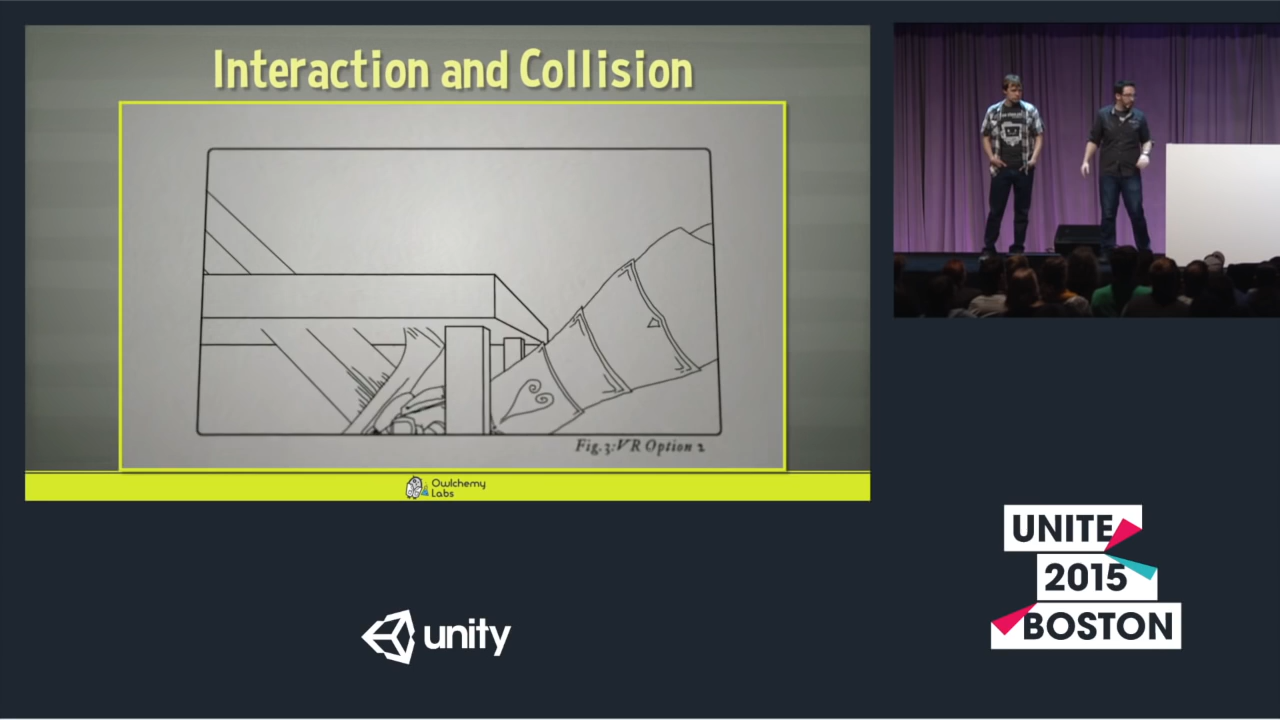 Interaction and Collision
Fig. 3: VR Option 2
Owlchemy
Labs
UNITE
2015
BOSTON
unity